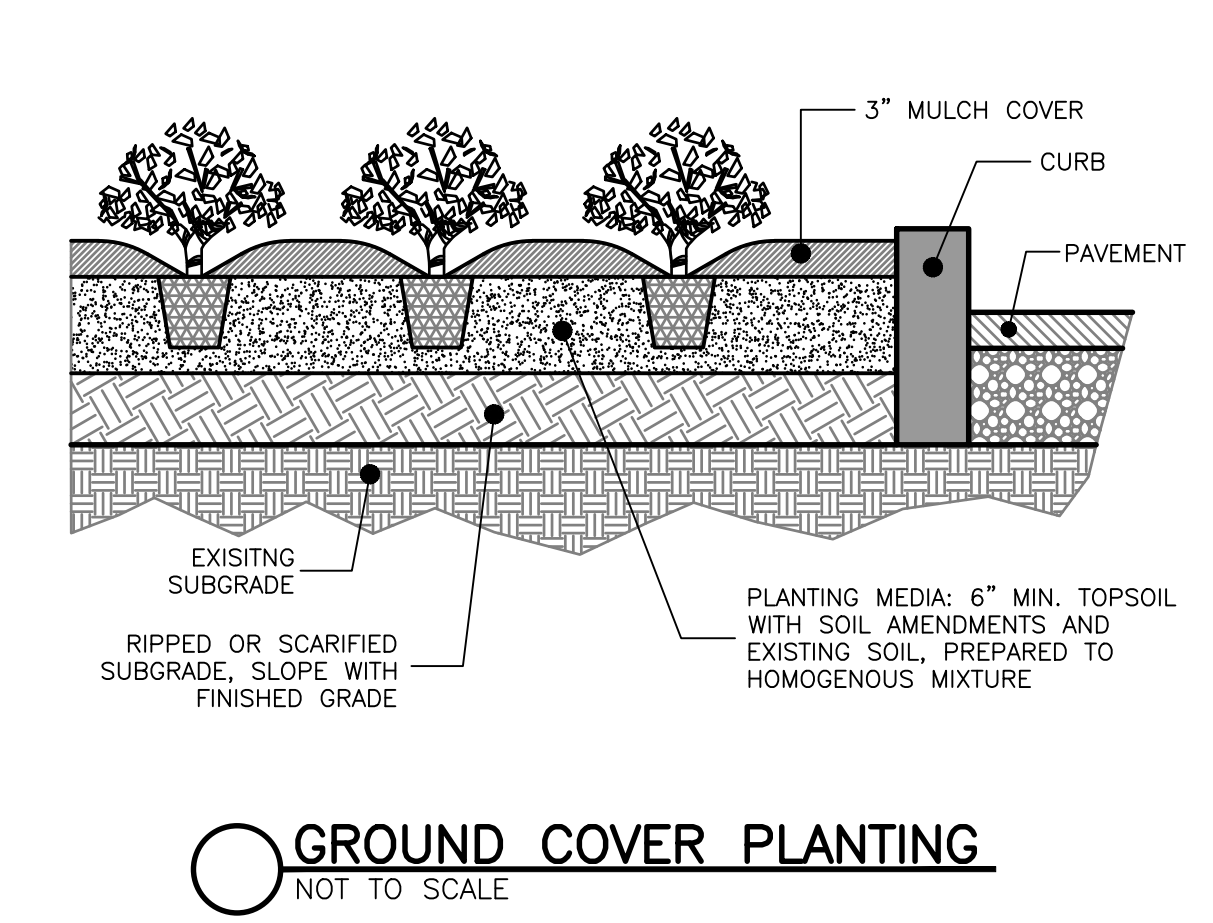 3” MULCH COVER
CURB
PAVEMENT
EXISITNG
SUBGRADE
RIPPED OR SCARIFIED
SUBGRADE, SLOPE WITH
FINISHED GRADE
PLANTING MEDIA: 6” MIN. TOPSOIL
WITH SOIL AMENDMENTS AND
EXISTING SOIL, PREPARED TO
HOMOGENOUS MIXTURE
GROUND COVER PLANTING
NOT TO SCALE